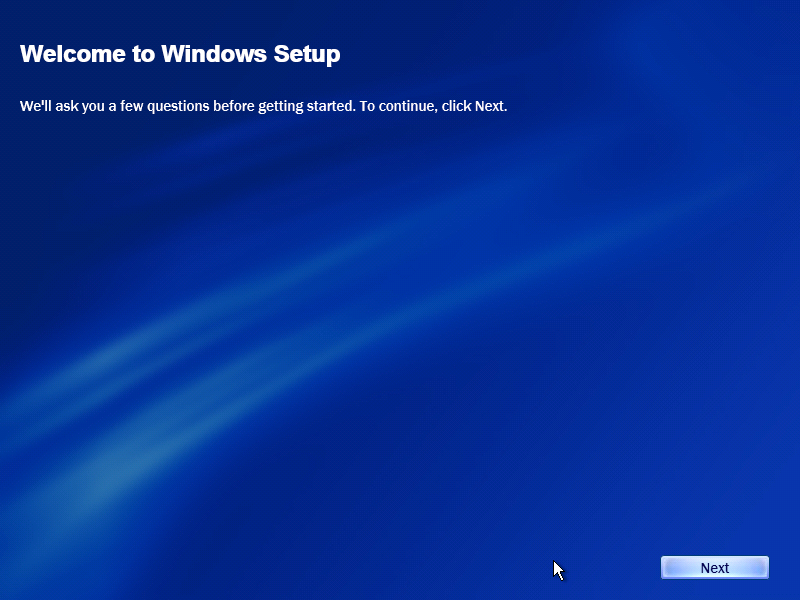 Welcome to Windows Setup
We'll ask you a few questions before getting started. To continue, click Next.
Next